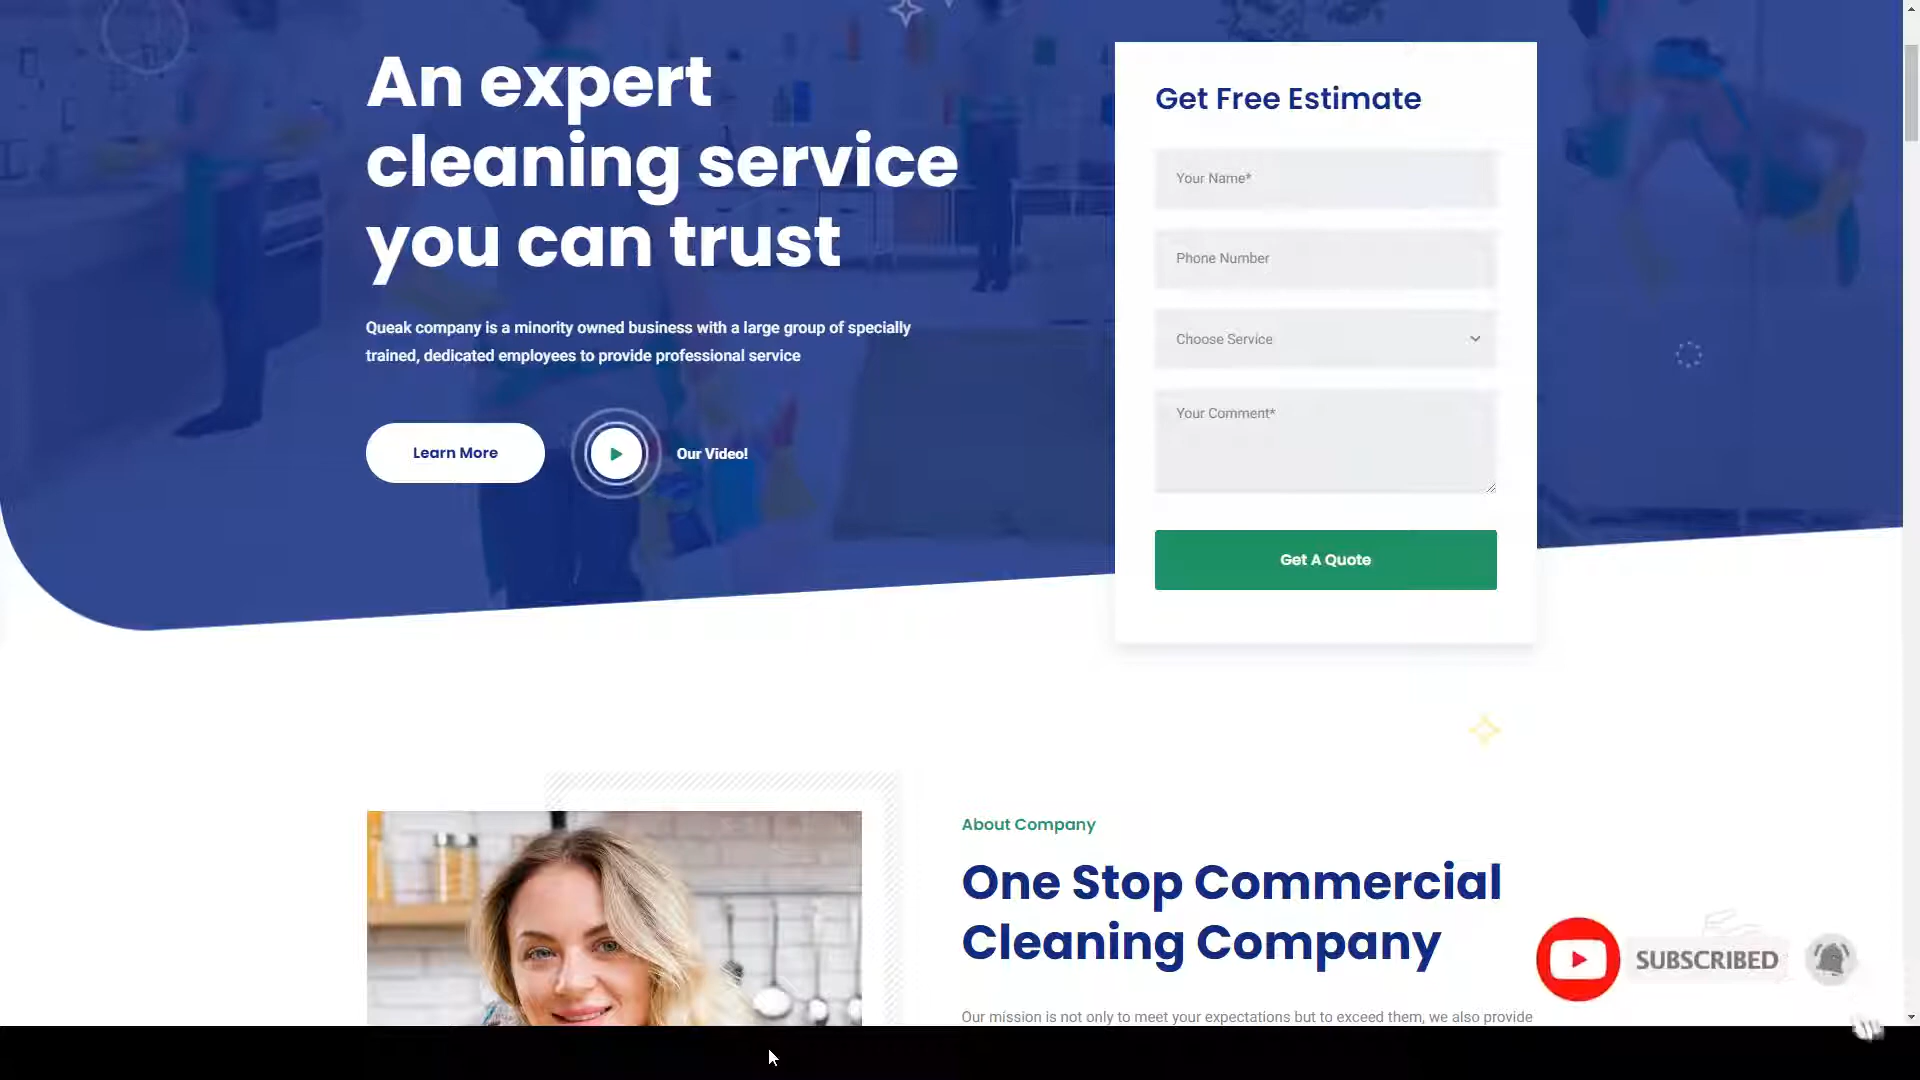 An expert
cleaning service
you can trust
Queak company is a minority owned business with a large group of specially
trained, dedicated employees to provide professional service
Learn More
Our Video!
Get Free Estimate
Your Name*
Phone Number
Choose Service
Your Comment*
Get A Quote
About Company
One Stop Commercial
Cleaning Company
Our mission is not only to meet your expectations but to exceed them, we also provide
SUBSCRIBED